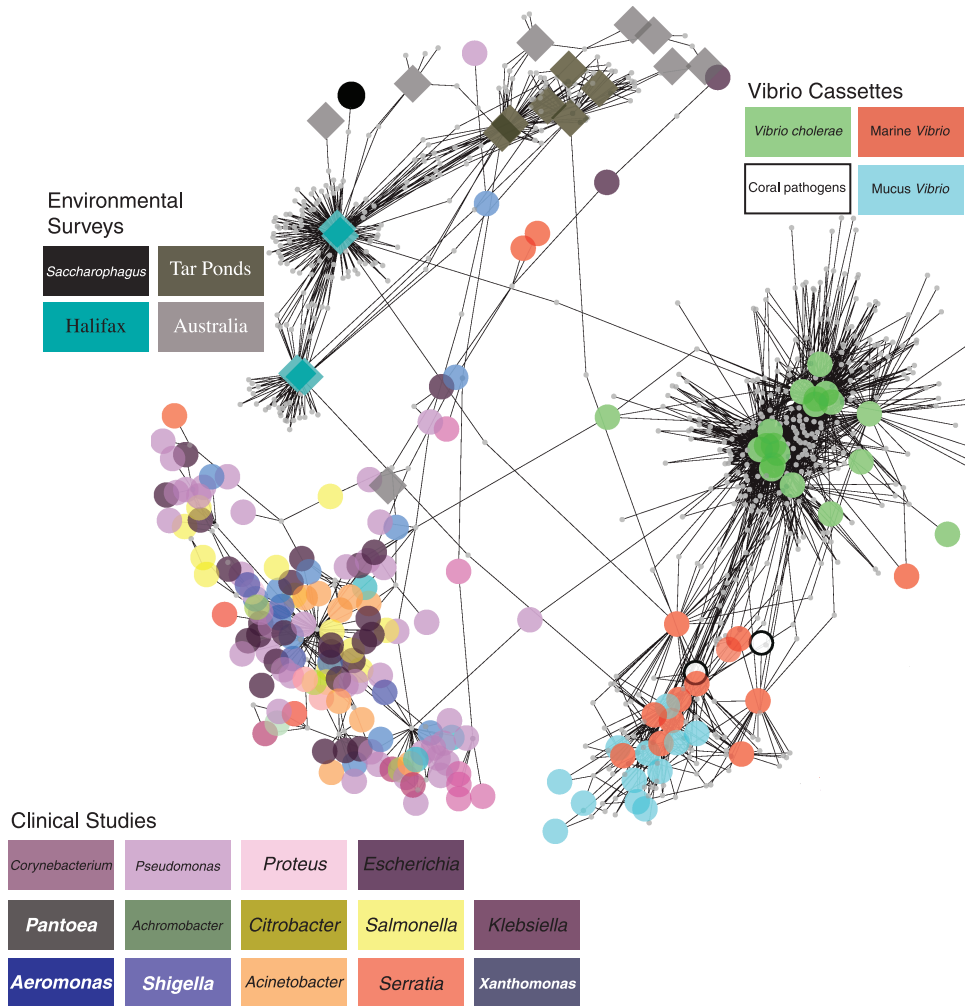 Vibrio Cassettes
Vibrio cholerae
Marine Vibrio
Coral pathogens
Mucus Vibrio
Environmental
Surveys
Saccharophagus
Tar Ponds
Halifax
Australia
Clinical Studies
Corynebacterium
Pseudomonas
Proteus
Escherichia
Pantoea
Achromobacter
Citrobacter
Salmonella
Klebsiella
Aeromonas
Shigella
Acinetobacter
Serratia
Xanthomonas